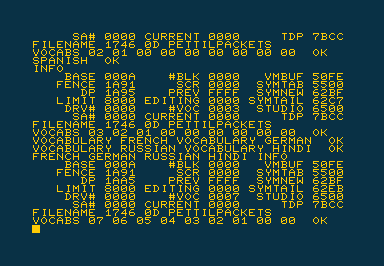 SA# 0000 CURRENT 0000 TDP 7BCC
FILENAME 1746 0D PETTILPACKETS
VOCABS 02 01 00 00 00 00 00 00 OK
SPANISH OK
INFO
BASE 000A #BLK 0000 VMBUF 50FE
FENCE 1A91 SCR 0000 SYMTAB 5500
DP 1A95 PREV FFFF SYMNEW 62BF
LIMIT 8000 EDITING 0000 SYMTAIL 62C7
DRV# 0000 #VOC 0003 STUDIO 6500
SA# 0000 CURRENT 0000 TDP 7BCC
FILENAME 1746 0D PETTILPACKETS
VOCABS 03 02 01 00 00 00 00 00 OK
VOCABULARY FRENCH VOCABULARY GERMAN OK
VOCABULARY RUSSIAN VOCABULARY HINDI OK
FRENCH GERMAN RUSSIAN HINDI INFO
BASE 000A #BLK 0000 VMBUF 50FE
FENCE 1A91 SCR 0000 SYMTAB 5500
DP 1AA5 PREV FFFF SYMNEW 62BF
LIMIT 8000 EDITING 0000 SYMTAIL 62EB
DRV# 0000 #VOC 0007 STUDIO 6500
SA# 0000 CURRENT 0000 TDP 7BCC
FILENAME 1746 0D PETTILPACKETS
VOCABS 07 06 05 04 03 02 01 00 00 OK